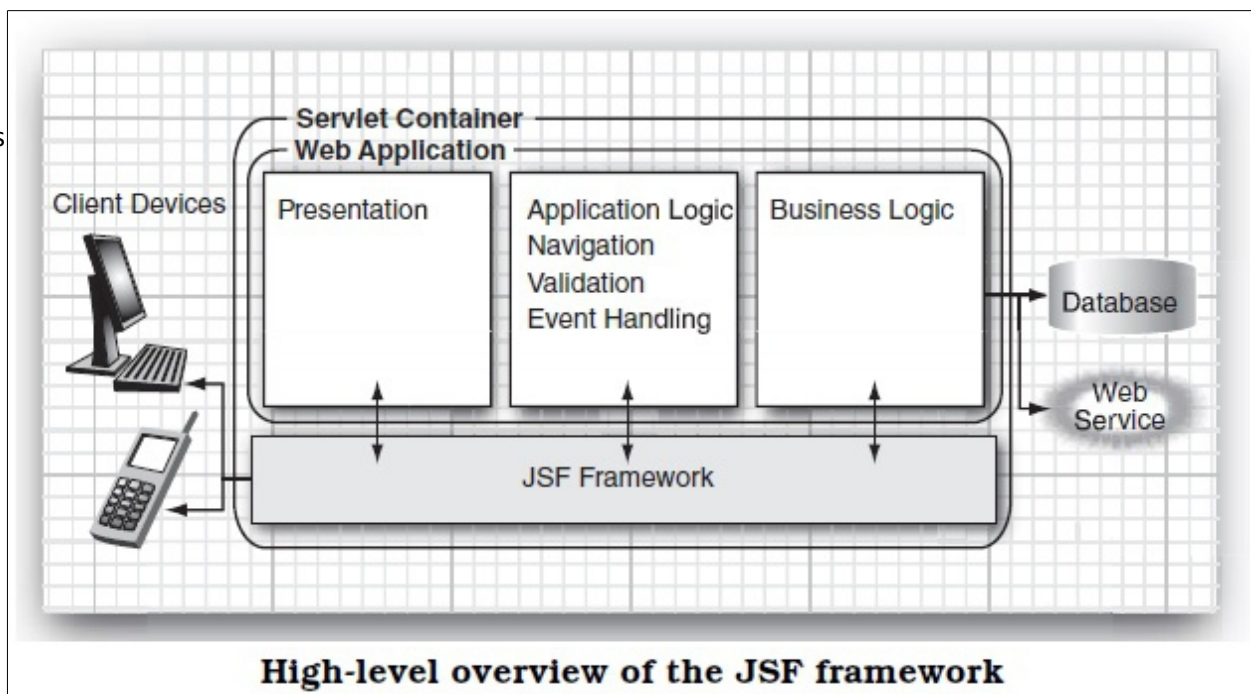 s
Servlet Container
Web Application
Client Devices
Presentation
Application Logic
Navigation
Validation
Event Handling
Business Logic
Database
Web
Service
JSF Framework
High-level overview of the JSF framework